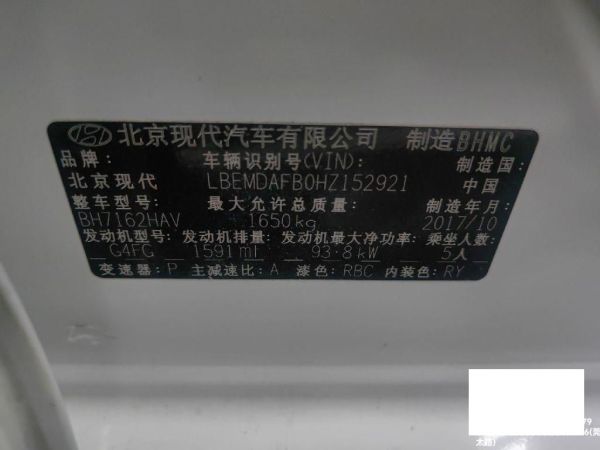 北京现代汽车有限公司 制造BHMC
品牌: 车辆识别号(VIN): 制造国:
北京现代 LBEMDAFB0HZ152921 中国
整车型号: 最大允许总质量: 制造年月:
BH7162HAV 1650kg 2017/10
发动机型号: 发动机排量: 发动机最大净功率: 乘坐人数:
G4FG 1591ml 93.8kW 5人
变速器: P 主减速比: A 漆色: RBC 内装色: RY
79
6(莞
太路)